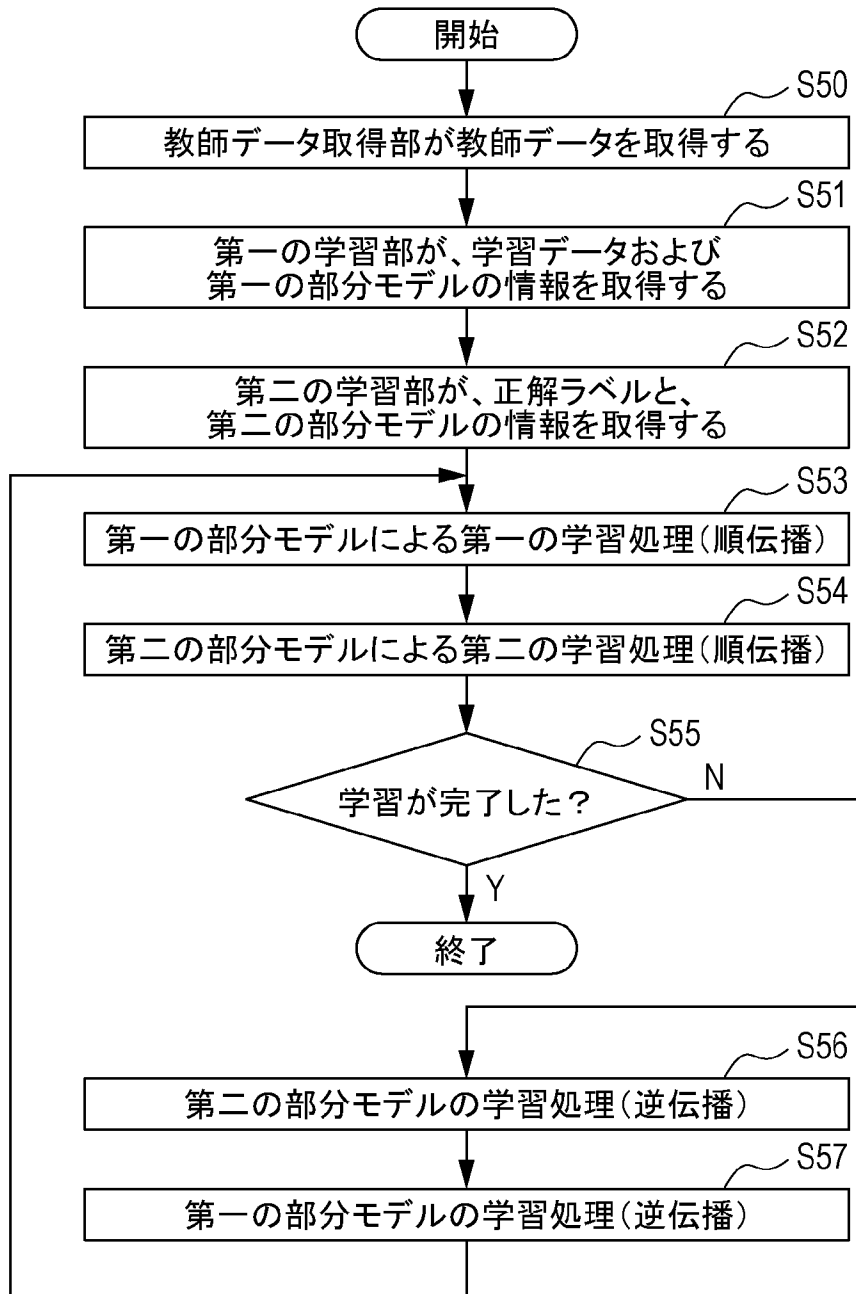 開始
S50
教師データ取得部が教師データを取得する
S51
第一の学習部が、学習データおよび
第一の部分モデルの情報を取得する
S52
第二の学習部が、正解ラベルと、
第二の部分モデルの情報を取得する
S53
第一の部分モデルによる第一の学習処理(順伝播)
S54
第二の部分モデルによる第二の学習処理(順伝播)
S55
学習が完了した?
N
Y
終了
S56
第二の部分モデルの学習処理(逆伝播)
S57
第一の部分モデルの学習処理(逆伝播)